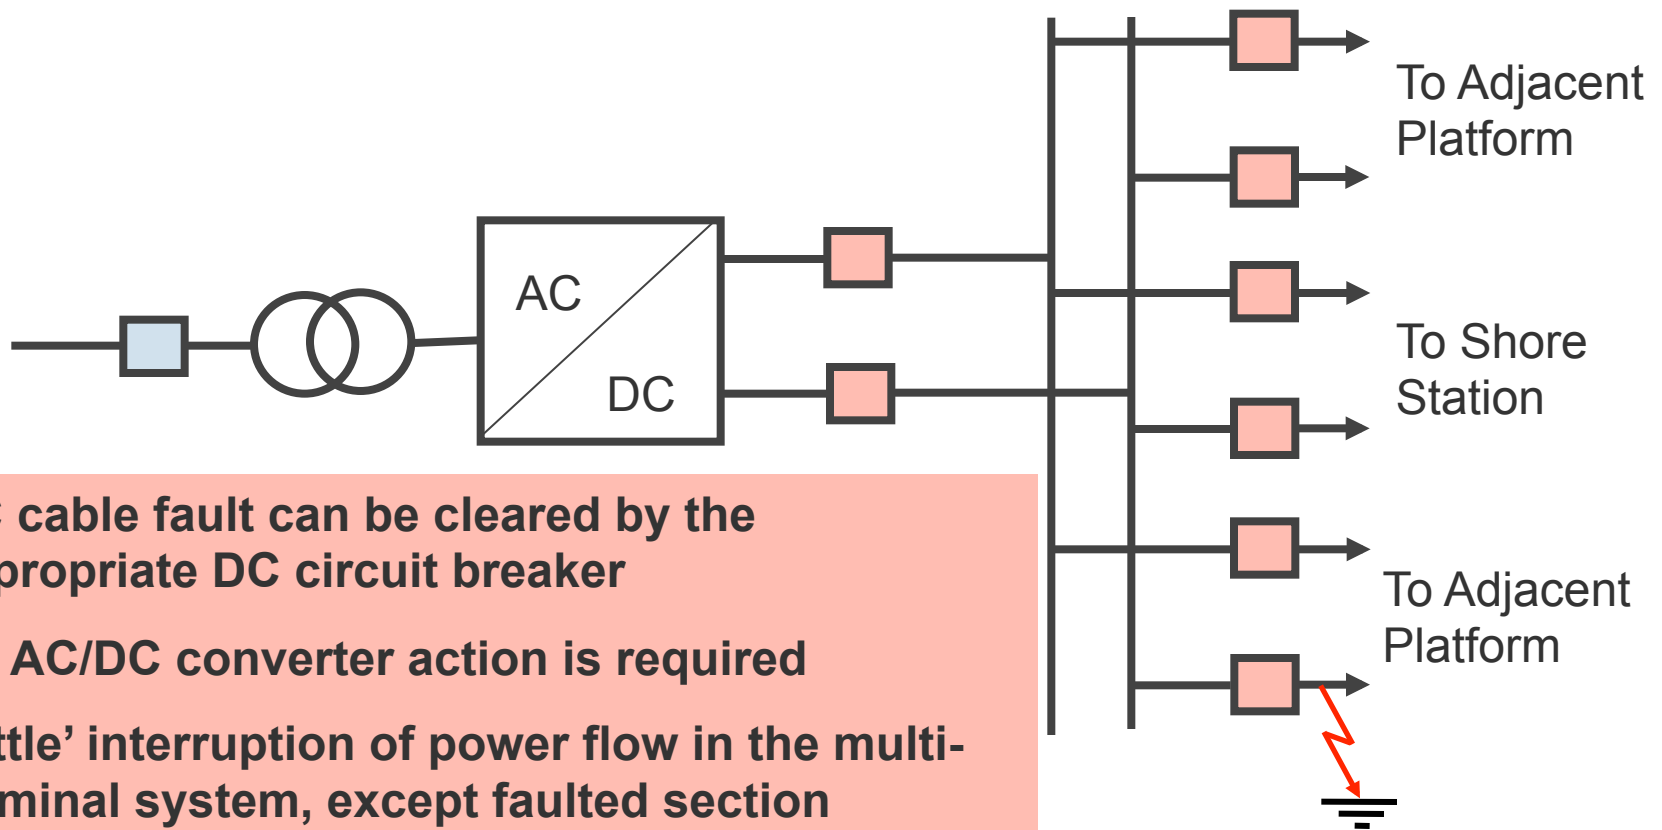 To Adjacent
Platform
AC
DC
To Shore
Station
To Adjacent
Platform
cable fault can be cleared by the
propriate DC circuit breaker
AC/DC converter action is required
ttle’ interruption of power flow in the multi-
minal system, except faulted section